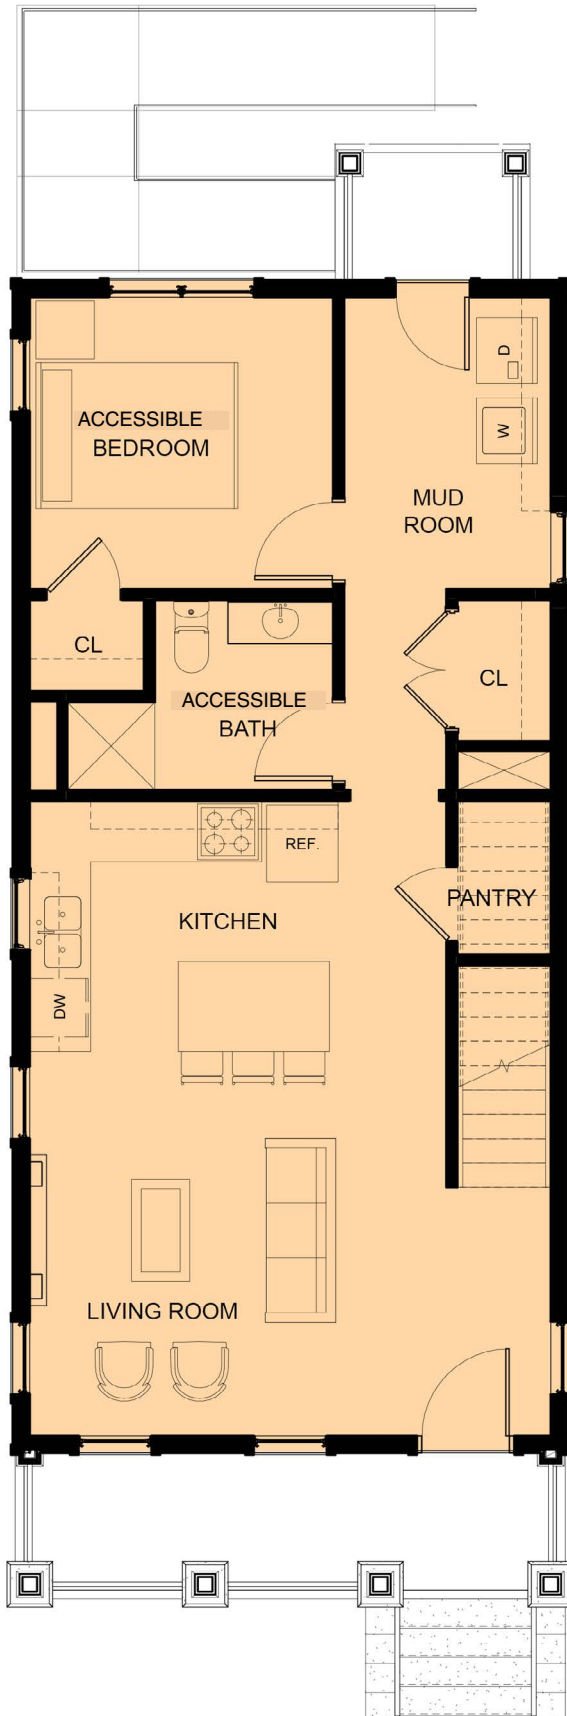 ACCESSIBLE
BEDROOM
D
W
MUD
ROOM
CL
CL
ACCESSIBLE
BATH
REF.
PANTRY
KITCHEN
DW
LIVING ROOM